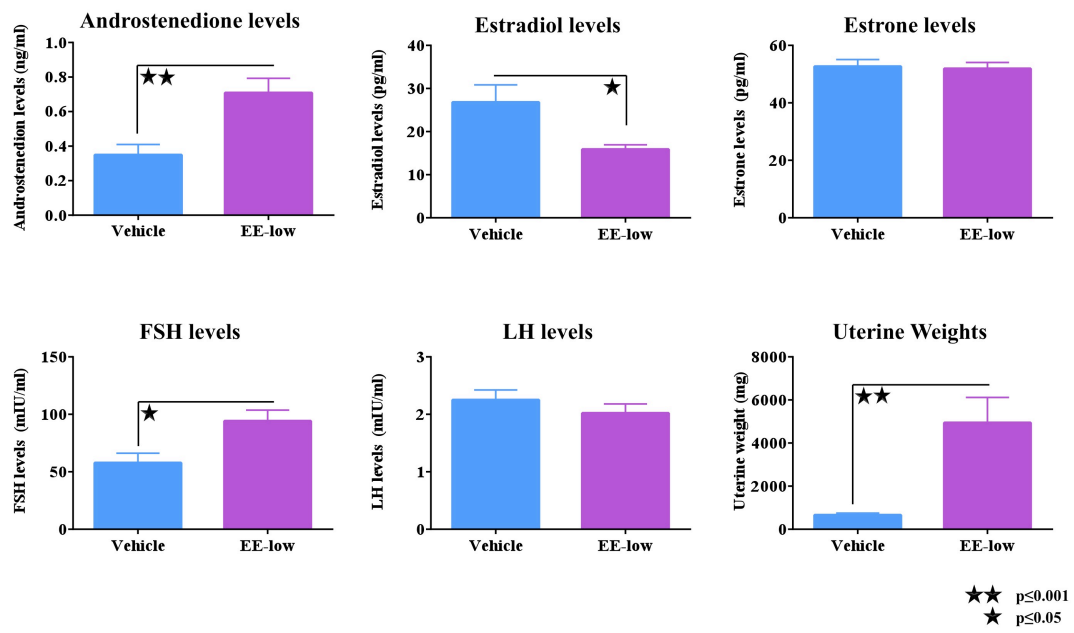 Androstenedione levels
Androstenedion levels (ng/ml)
1.0
0.8
0.6
0.4
0.2
0.0
★★
Vehicle
EE-low
Estradiol levels
Estradiol levels (pg/ml)
40
30
20
10
0
★
Vehicle
EE-low
Estrone levels
Estrone levels (pg/ml)
60
40
20
0
Vehicle
EE-low
FSH levels
FSH levels (mIU/ml)
150
100
50
0
★
Vehicle
EE-low
LH levels
LH levels (mIU/ml)
3
2
1
0
Vehicle
EE-low
Uterine Weights
Uterine weight (mg)
8000
6000
4000
2000
0
★★
Vehicle
EE-low
★★ p≤0.001
★ p≤0.05